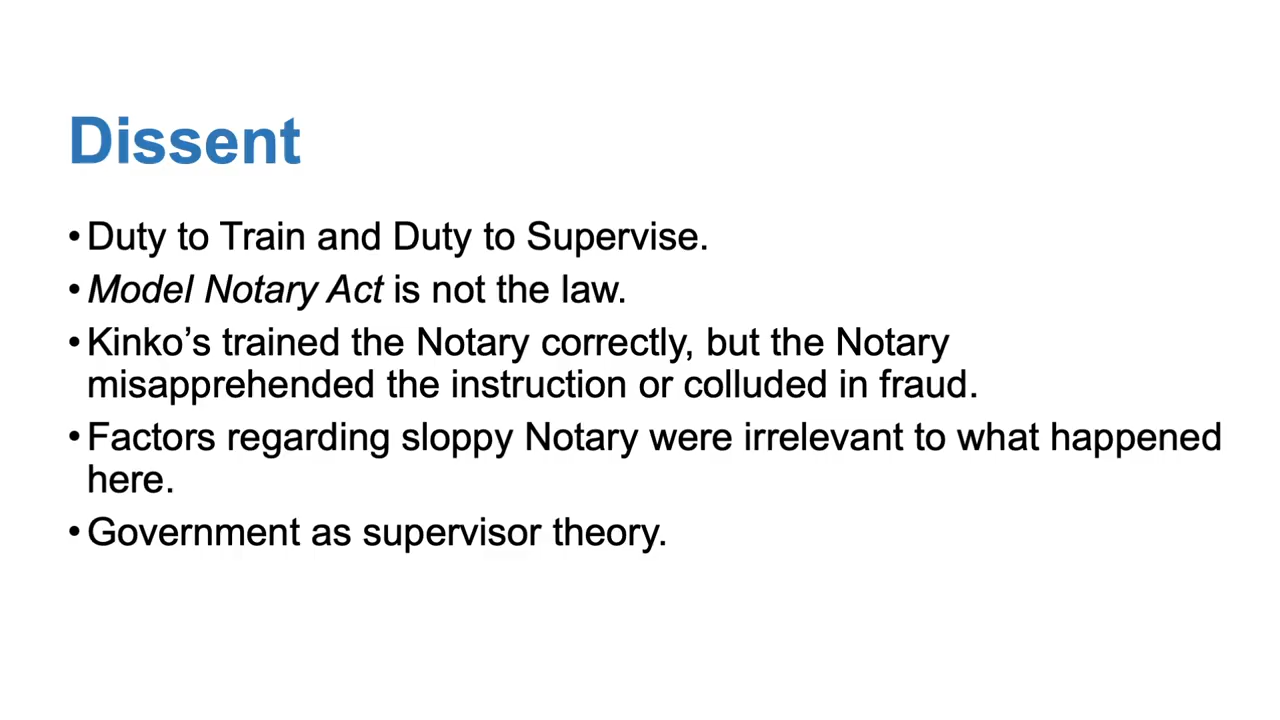 Dissent
• Duty to Train and Duty to Supervise.
• Model Notary Act is not the law.
• Kinko’s trained the Notary correctly, but the Notary
misapprehended the instruction or colluded in fraud.
• Factors regarding sloppy Notary were irrelevant to what happened
here.
• Government as supervisor theory.